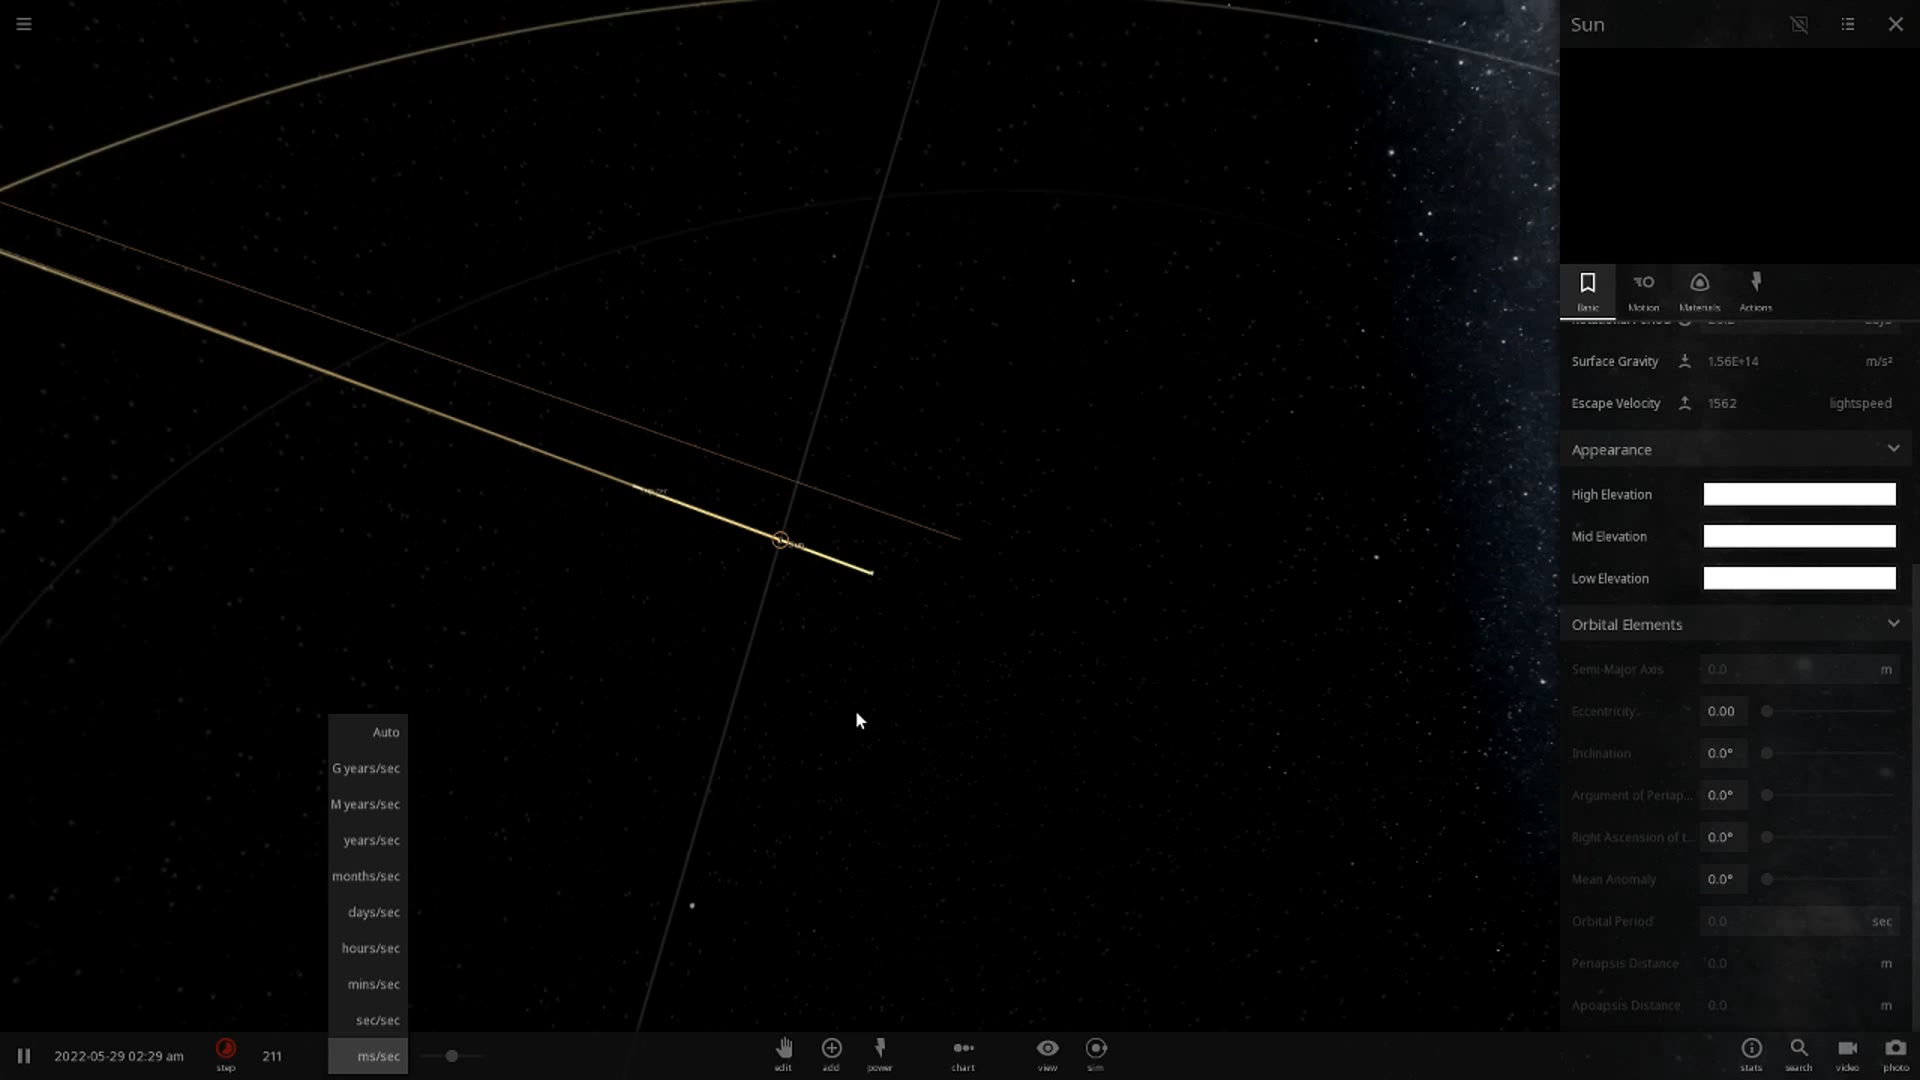 Sun
Basic
Motion
Materials
Actions
Surface Gravity 1.56E+14 m/s²
Escape Velocity 1562 lightspeed
Appearance
High Elevation
Mid Elevation
Low Elevation
Orbital Elements
Semi-Major Axis 0.0 m
Eccentricity 0.00
Inclination 0.0°
Argument of Periap... 0.0°
Right Ascension of t... 0.0°
Mean Anomaly 0.0°
Orbital Period 0.0 sec
Periapsis Distance 0.0 m
Apoapsis Distance 0.0 m
Auto
G years/sec
M years/sec
years/sec
months/sec
days/sec
hours/sec
mins/sec
sec/sec
ms/sec
2022-05-29 02:29 am
step
211
edit
add
power
chart
view
sim
stats
search
video
photo